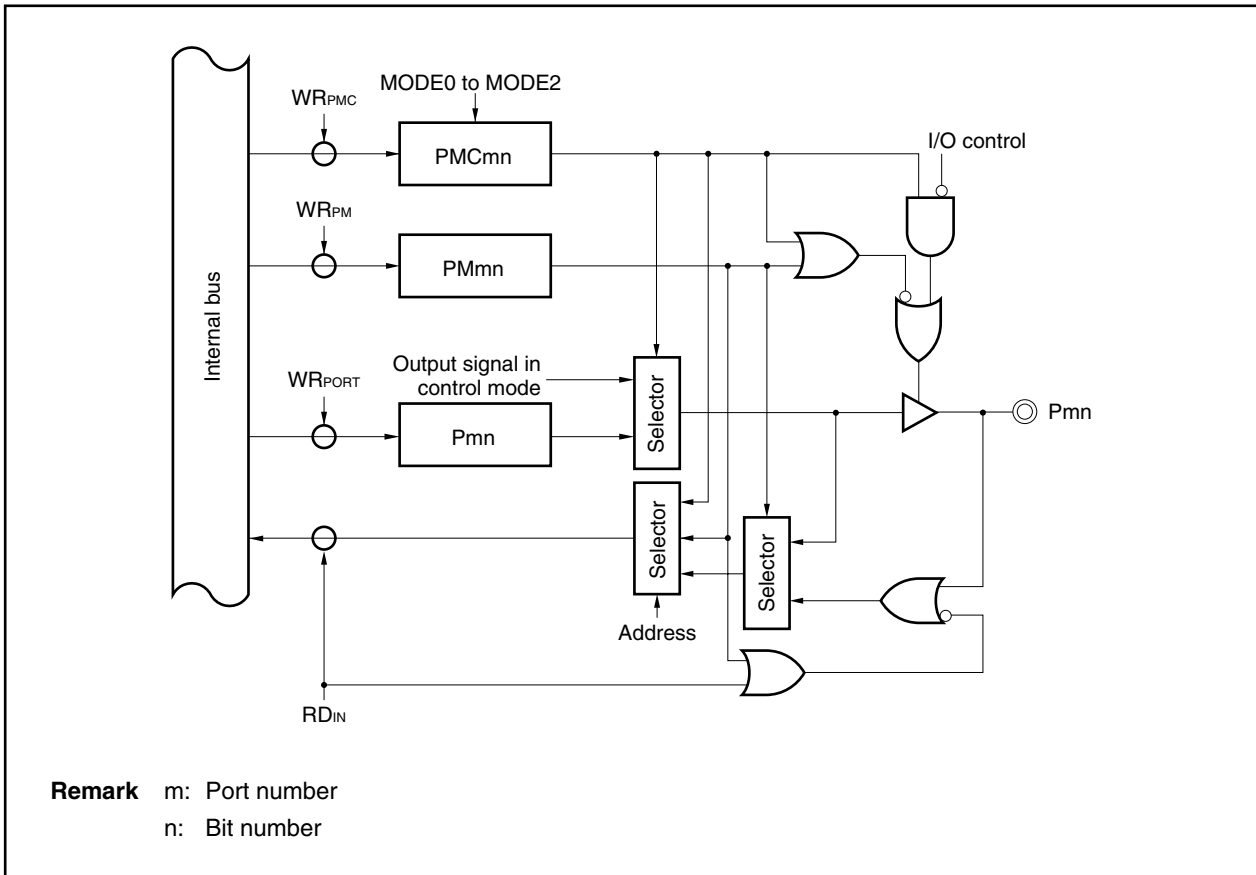 MODE0 to MODE2
WRPMC
I/O control
PMCmn
WRPM
PMmn
Internal bus
Output signal in
control mode
WRPORT
Selector
Pmn
Pmn
Selector
Selector
Address
RDIN
Remark m: Port number
n: Bit number